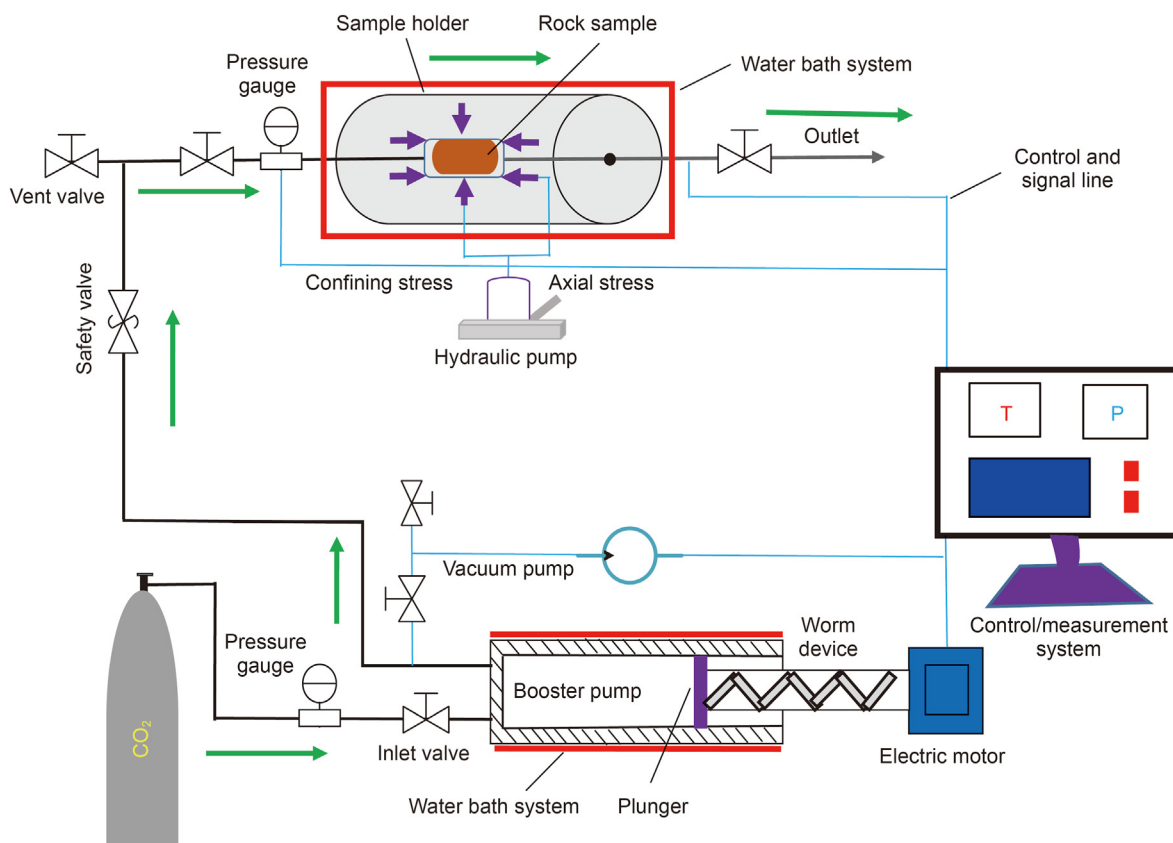 Sample holder
Rock sample
Pressure
gauge
Water bath system
Outlet
Vent valve
Control and
signal line
Safety valve
Confining stress
Axial stress
Hydraulic pump
T
P
Vacuum pump
Control/measurement
system
Pressure
gauge
Worm
device
Booster pump
CO₂
Inlet valve
Electric motor
Water bath system
Plunger